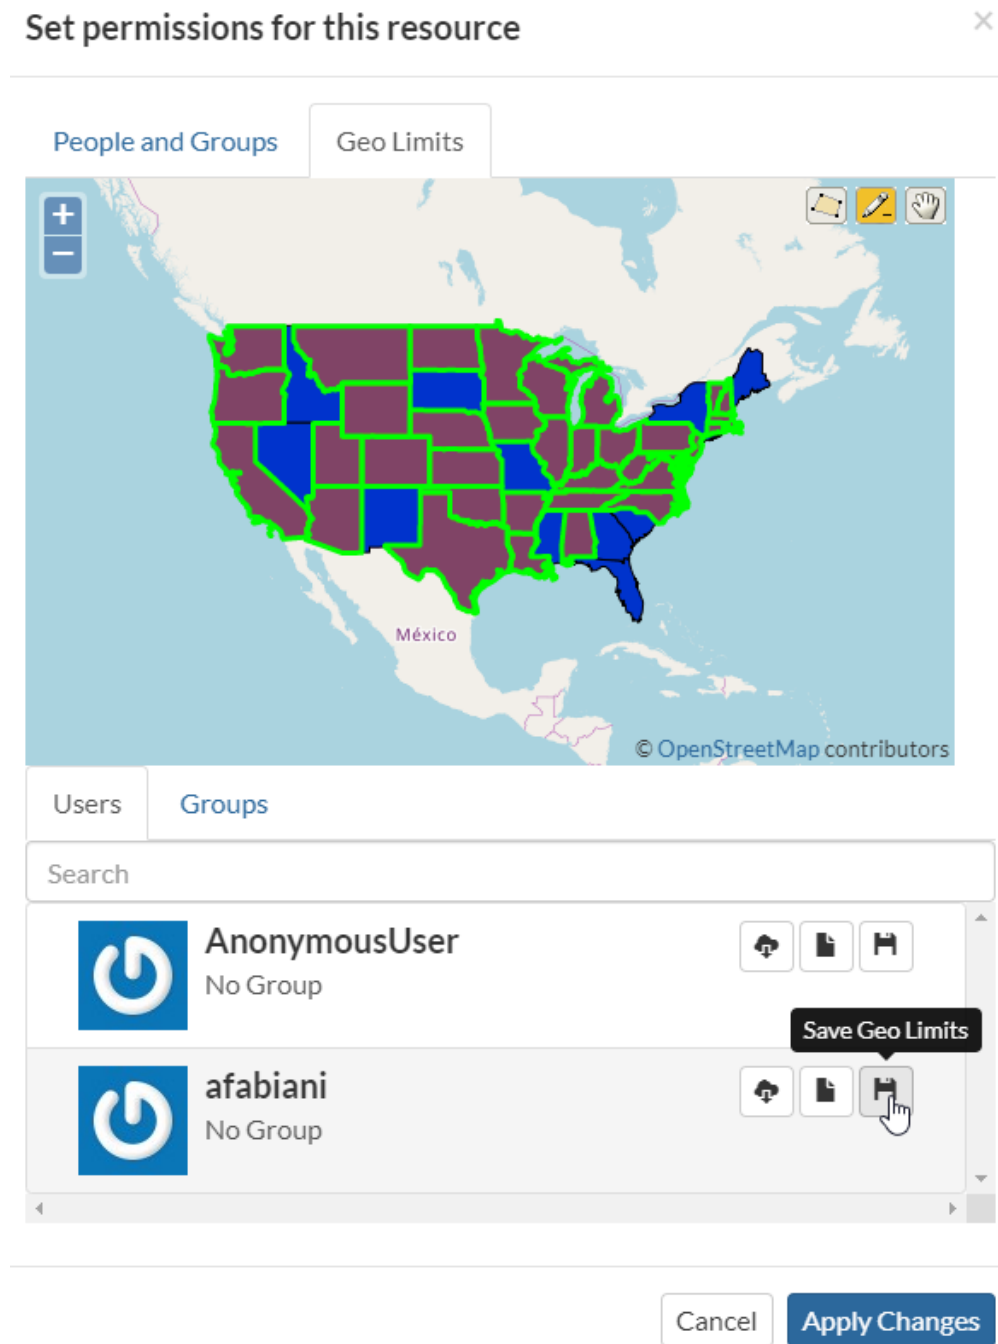 Set permissions for this resource
×
People and Groups
Geo Limits
+
−
México
© OpenStreetMap contributors
Users
Groups
Search
AnonymousUser
No Group
Save Geo Limits
afabiani
No Group
Cancel
Apply Changes